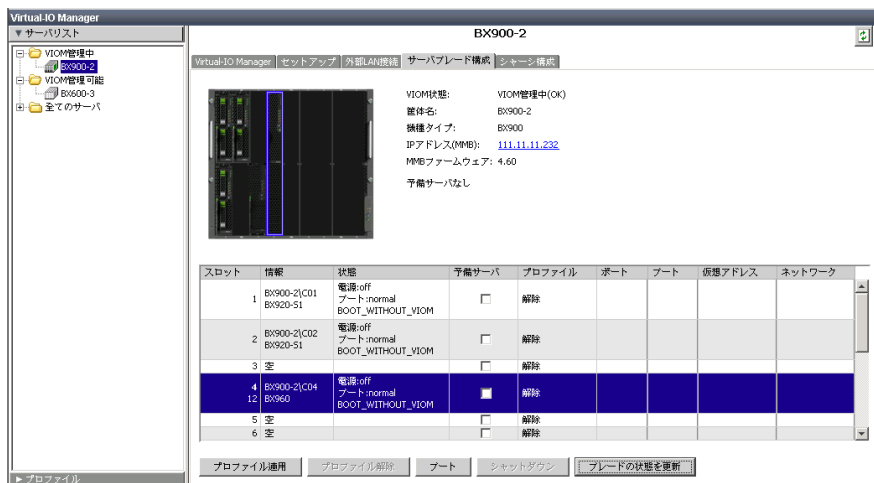 Virtual-IO Manager
▼ サーバリスト
BX900-2
VIOM管理中
BX900-2
VIOM管理可能
BX600-3
全てのサーバ
Virtual-IO Manager セットアップ 外部LAN接続 サーバブレード構成 シャーシ構成
VIOM状態: VIOM管理中(OK)
筐体名: BX900-2
機種タイプ: BX900
IPアドレス(MMB): 111.11.11.232
MMBファームウェア: 4.60
予備サーバなし
スロット 情報 状態 予備サーバ プロファイル ポート ブート 仮想アドレス ネットワーク
1 BX900-2\C01 BX920-S1 電源:off ブート:normal BOOT_WITHOUT_VIOM 解除
2 BX900-2\C02 BX920-S1 電源:off ブート:normal BOOT_WITHOUT_VIOM 解除
3 空 解除
4 12 BX900-2\C04 BX960 電源:off ブート:normal BOOT_WITHOUT_VIOM 解除
5 空 解除
6 空 解除
プロファイル適用 プロファイル解除 ブート シャットダウン ブレードの状態を更新
▶ プロファイル